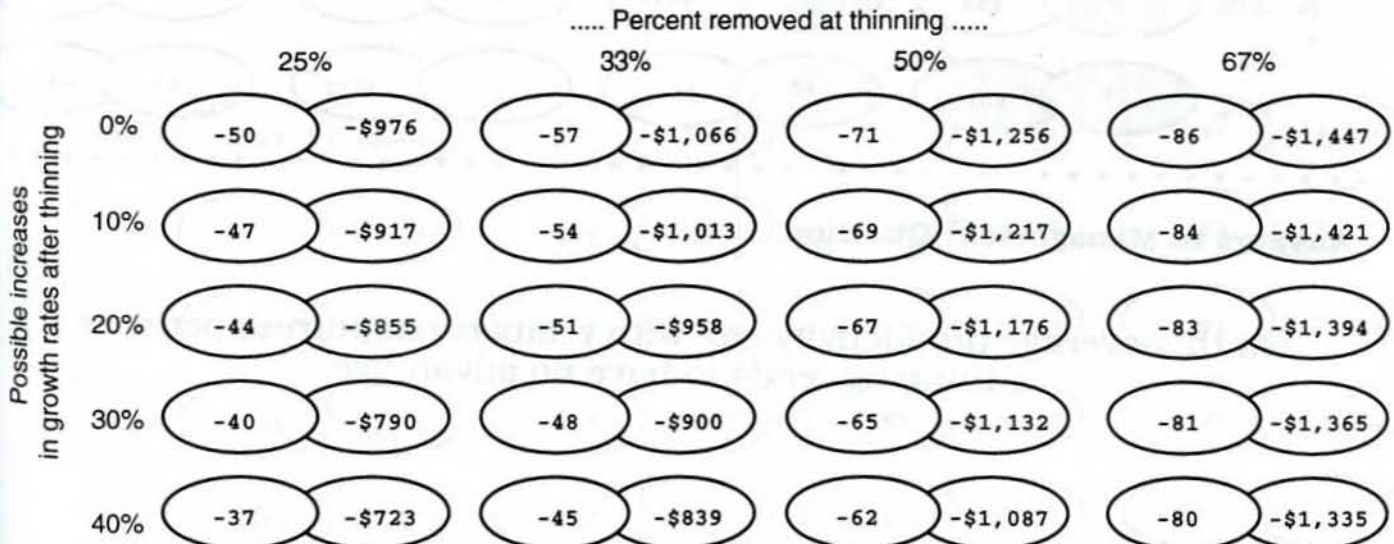 ..... Percent removed at thinning .....
25% 33% 50% 67%
Possible increases
in growth rates after thinning
0% -50 -$976 -57 -$1,066 -71 -$1,256 -86 -$1,447
10% -47 -$917 -54 -$1,013 -69 -$1,217 -84 -$1,421
20% -44 -$855 -51 -$958 -67 -$1,176 -83 -$1,394
30% -40 -$790 -48 -$900 -65 -$1,132 -81 -$1,365
40% -37 -$723 -45 -$839 -62 -$1,087 -80 -$1,335